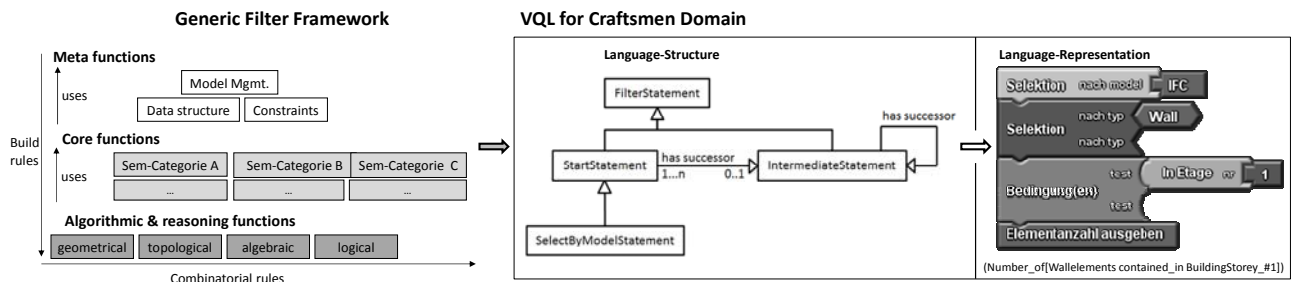 Generic Filter Framework
Meta functions
uses
Model Mgmt.
Data structure
Constraints
Build
rules
Core functions
uses
Sem-Categorie A
Sem-Categorie B
Sem-Categorie C
...
...
...
Algorithmic & reasoning functions
geometrical
topological
algebraic
logical
Combinatorial rules
VQL for Craftsmen Domain
Language-Structure
FilterStatement
has successor
StartStatement
has successor
1...n
0..1
IntermediateStatement
SelectByModelStatement
Language-Representation
Selektion nach model IFC
Selektion
nach typ
Wall
nach typ
Bedingung(en)
test
In Etage nr 1
test
Elementanzahl ausgeben
(Number_of[Wallelements contained_in BuildingStorey_#1])